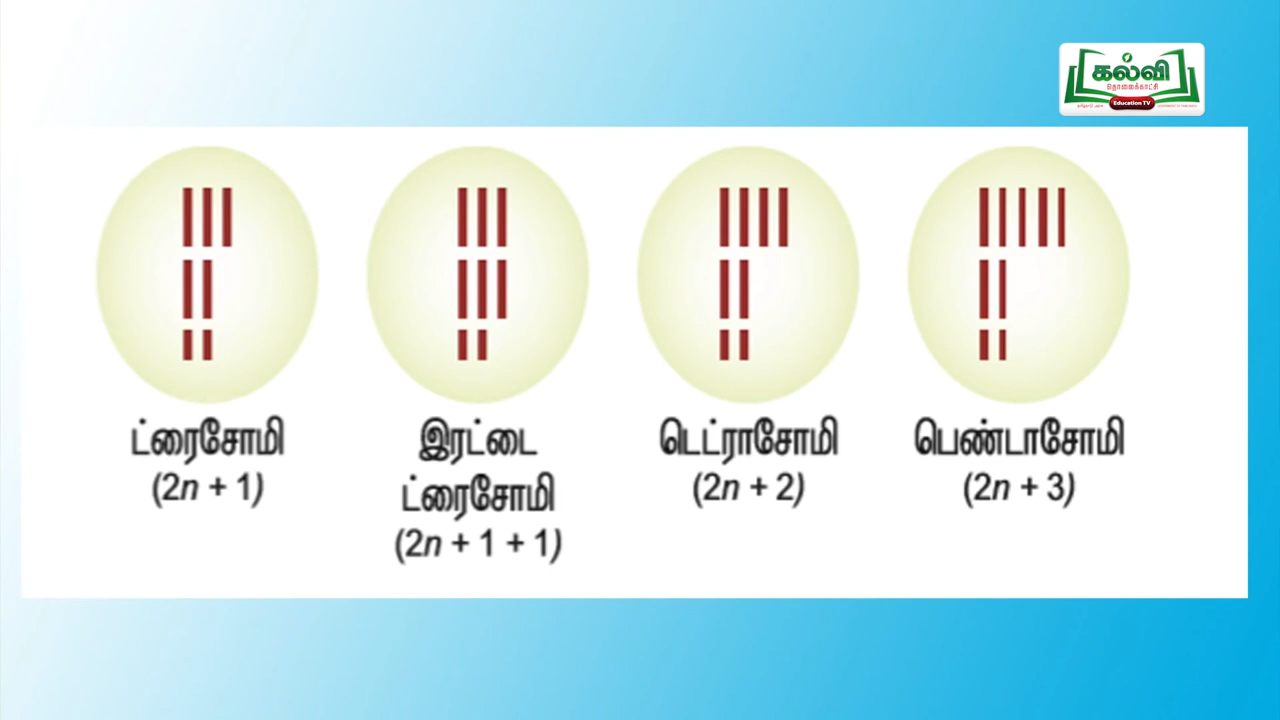 கல்வி
தொலைக்காட்சி
Education TV
ட்ரைசோமி
(2n + 1)
இரட்டை
ட்ரைசோமி
(2n + 1 + 1)
டெட்ராசோமி
(2n + 2)
பெண்டாசோமி
(2n + 3)